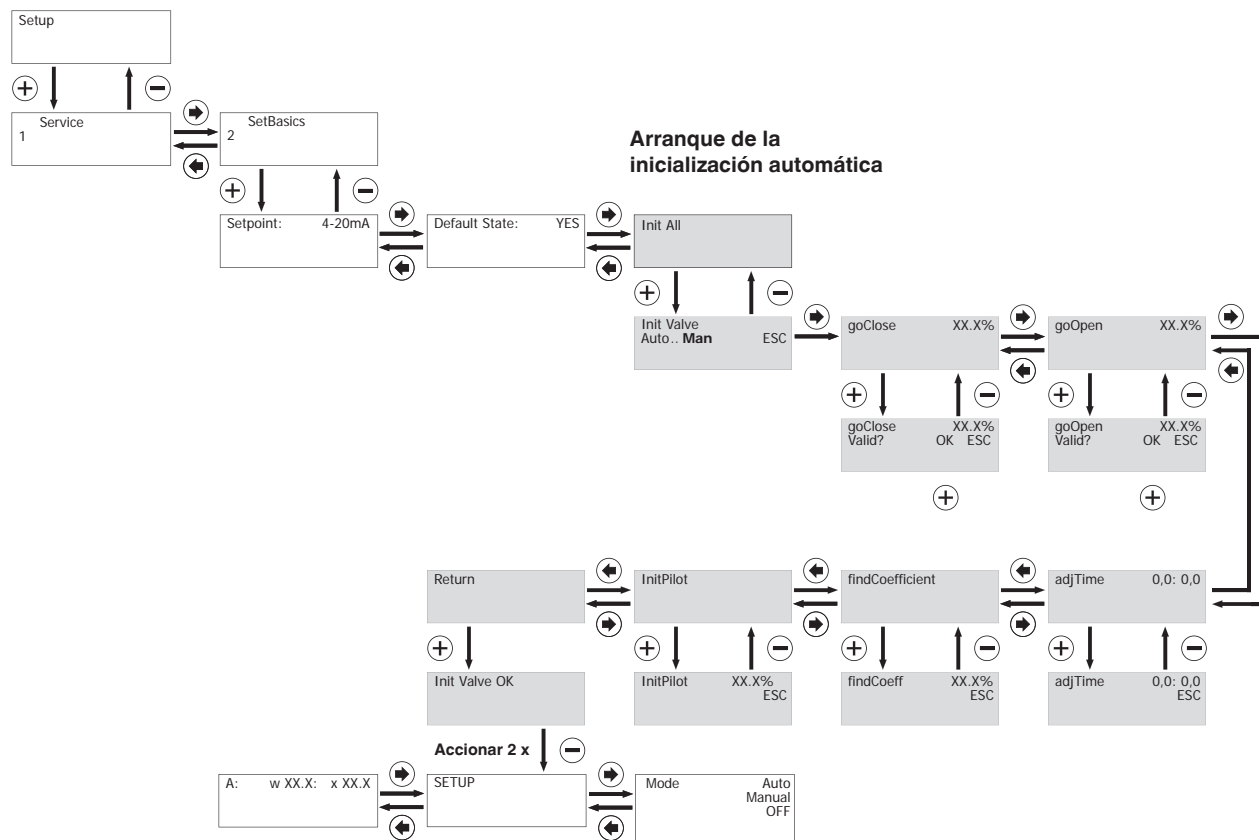 Setup
1 Service
2 SetBasics
Arranque de la
inicialización automática
Setpoint: 4-20mA
Default State: YES
Init All
Init Valve
Auto.. Man ESC
goClose XX.X%
goOpen XX.X%
goClose XX.X%
Valid? OK ESC
goOpen XX.X%
Valid? OK ESC
Return
InitPilot
findCoefficient
adjTime 0,0: 0,0
Init Valve OK
InitPilot XX.X%
ESC
findCoeff XX.X%
ESC
adjTime 0,0: 0,0
ESC
Accionar 2 x
A: w XX.X: x XX.X
SETUP
Mode Auto
Manual
OFF